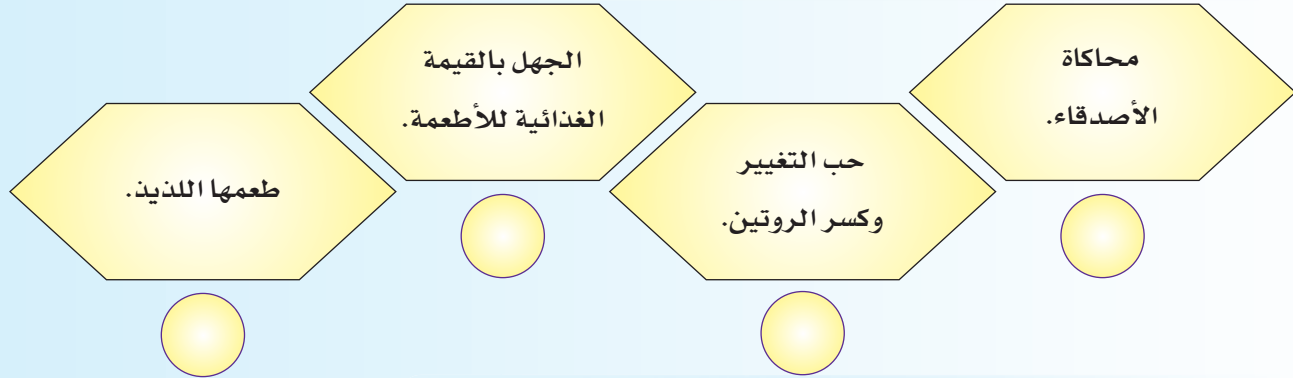 محاكاة
الأصدقاء.
حب التغيير
وكسر الروتين.
الجهل بالقيمة
الغذائية للأطعمة.
طعمها اللذيذ.